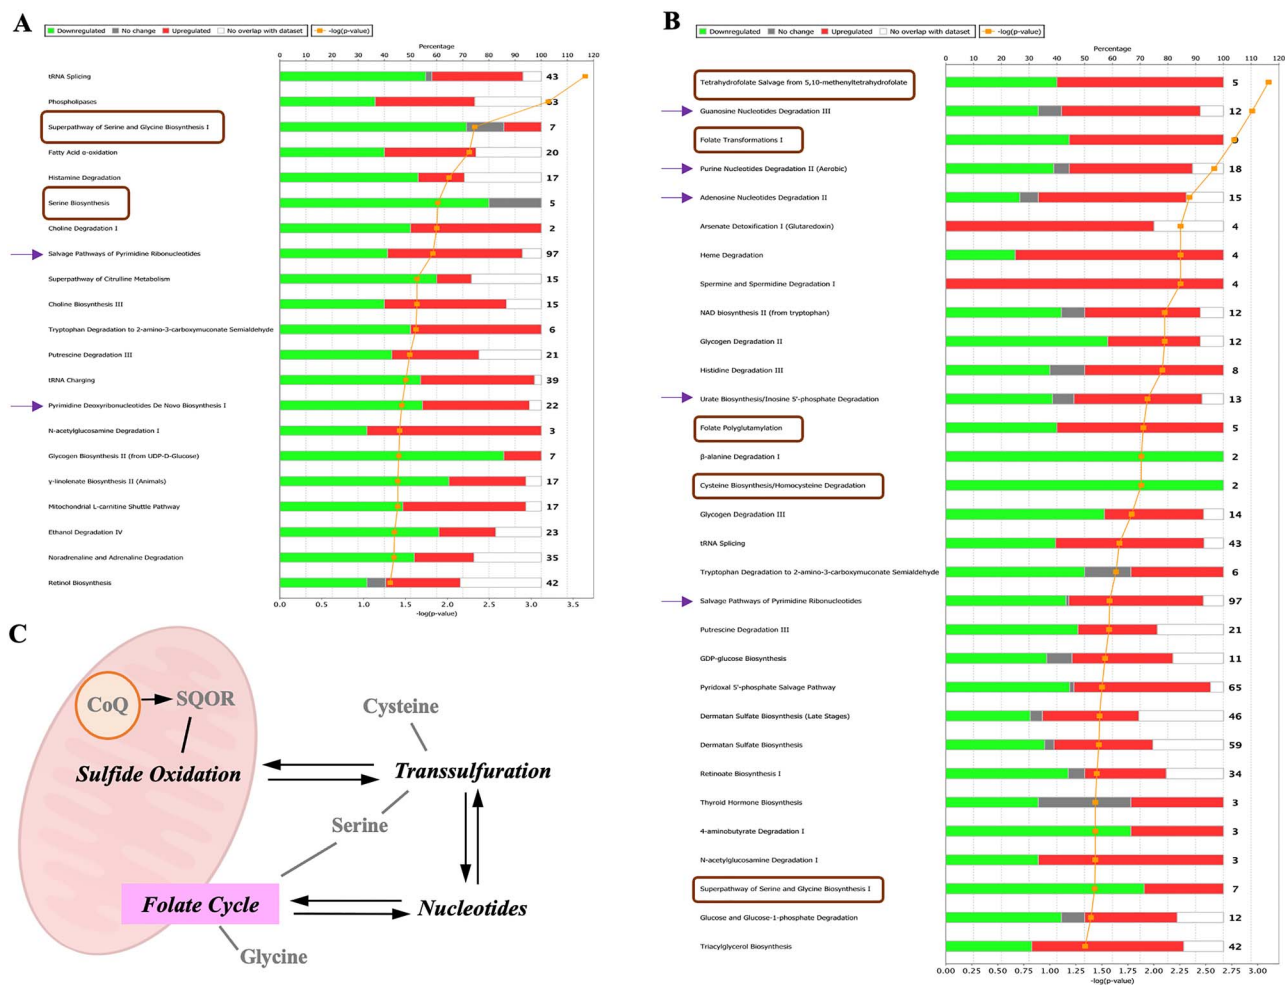 A
Downregulated No change Upregulated No overlap with dataset -log(p-value)
Percentage
0 10 20 30 40 50 60 70 80 90 100 110 120
tRNA Splicing 43
Phospholipases 63
Superpathway of Serine and Glycine Biosynthesis I 7
Fatty Acid α-oxidation 20
Histamine Degradation 17
Serine Biosynthesis 5
Choline Degradation I 2
Salvage Pathways of Pyrimidine Ribonucleotides 97
Superpathway of Citrulline Metabolism 15
Choline Biosynthesis III 15
Tryptophan Degradation to 2-amino-3-carboxymuconate Semialdehyde 6
Putrescine Degradation III 21
tRNA Charging 39
Pyrimidine Deoxyribonucleotides De Novo Biosynthesis I 22
N-acetylglucosamine Degradation I 3
Glycogen Biosynthesis II (from UDP-D-Glucose) 7
γ-linolenate Biosynthesis II (Animals) 17
Mitochondrial L-carnitine Shuttle Pathway 17
Ethanol Degradation IV 23
Noradrenaline and Adrenaline Degradation 35
Retinol Biosynthesis 42
0.0 0.5 1.0 1.5 2.0 2.5 3.0 3.5
-log(p-value)
B
Downregulated No change Upregulated No overlap with dataset -log(p-value)
Percentage
0 10 20 30 40 50 60 70 80 90 100 110 120
Tetrahydrofolate Salvage from 5,10-methenyltetrahydrofolate 5
Guanosine Nucleotides Degradation III 12
Folate Transformations I 9
Purine Nucleotides Degradation II (Aerobic) 18
Adenosine Nucleotides Degradation II 15
Arsenate Detoxification I (Glutaredoxin) 4
Heme Degradation 4
Spermine and Spermidine Degradation I 4
NAD biosynthesis II (from tryptophan) 12
Glycogen Degradation II 12
Histidine Degradation III 8
Urate Biosynthesis/Inosine 5'-phosphate Degradation 13
Folate Polyglutamylation 5
β-alanine Degradation I 2
Cysteine Biosynthesis/Homocysteine Degradation 2
Glycogen Degradation III 14
tRNA Splicing 43
Tryptophan Degradation to 2-amino-3-carboxymuconate Semialdehyde 6
Salvage Pathways of Pyrimidine Ribonucleotides 97
Putrescine Degradation III 21
GDP-glucose Biosynthesis 11
Pyridoxal 5'-phosphate Salvage Pathway 65
Dermatan Sulfate Biosynthesis (Late Stages) 46
Dermatan Sulfate Biosynthesis 59
Retinoate Biosynthesis I 34
Thyroid Hormone Biosynthesis 3
4-aminobutyrate Degradation I 3
N-acetylglucosamine Degradation I 3
Superpathway of Serine and Glycine Biosynthesis I 7
Glucose and Glucose-1-phosphate Degradation 12
Triacylglycerol Biosynthesis 42
0.00 0.25 0.50 0.75 1.00 1.25 1.50 1.75 2.00 2.25 2.50 2.75 3.00
-log(p-value)
C
CoQ
SQOR
Cysteine
Sulfide Oxidation
Transsulfuration
Serine
Folate Cycle
Nucleotides
Glycine